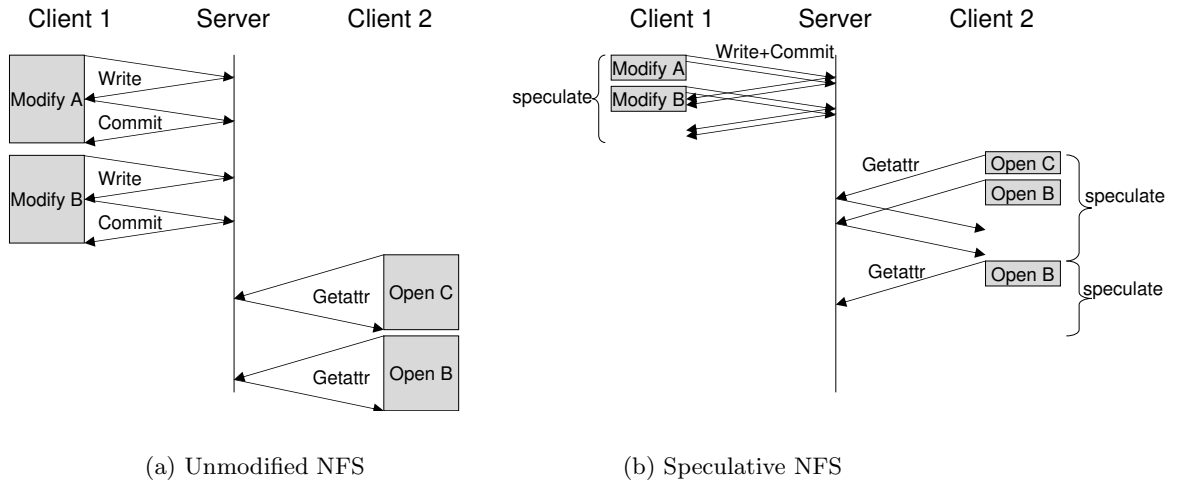 Client 1 Server Client 2
Write
Modify A
Commit
Write
Modify B
Commit
Getattr Open C
Getattr Open B
(a) Unmodified NFS
Client 1 Server Client 2
Write+Commit
Modify A
speculate Modify B
Getattr Open C
Open B speculate
Getattr Open B
speculate
(b) Speculative NFS